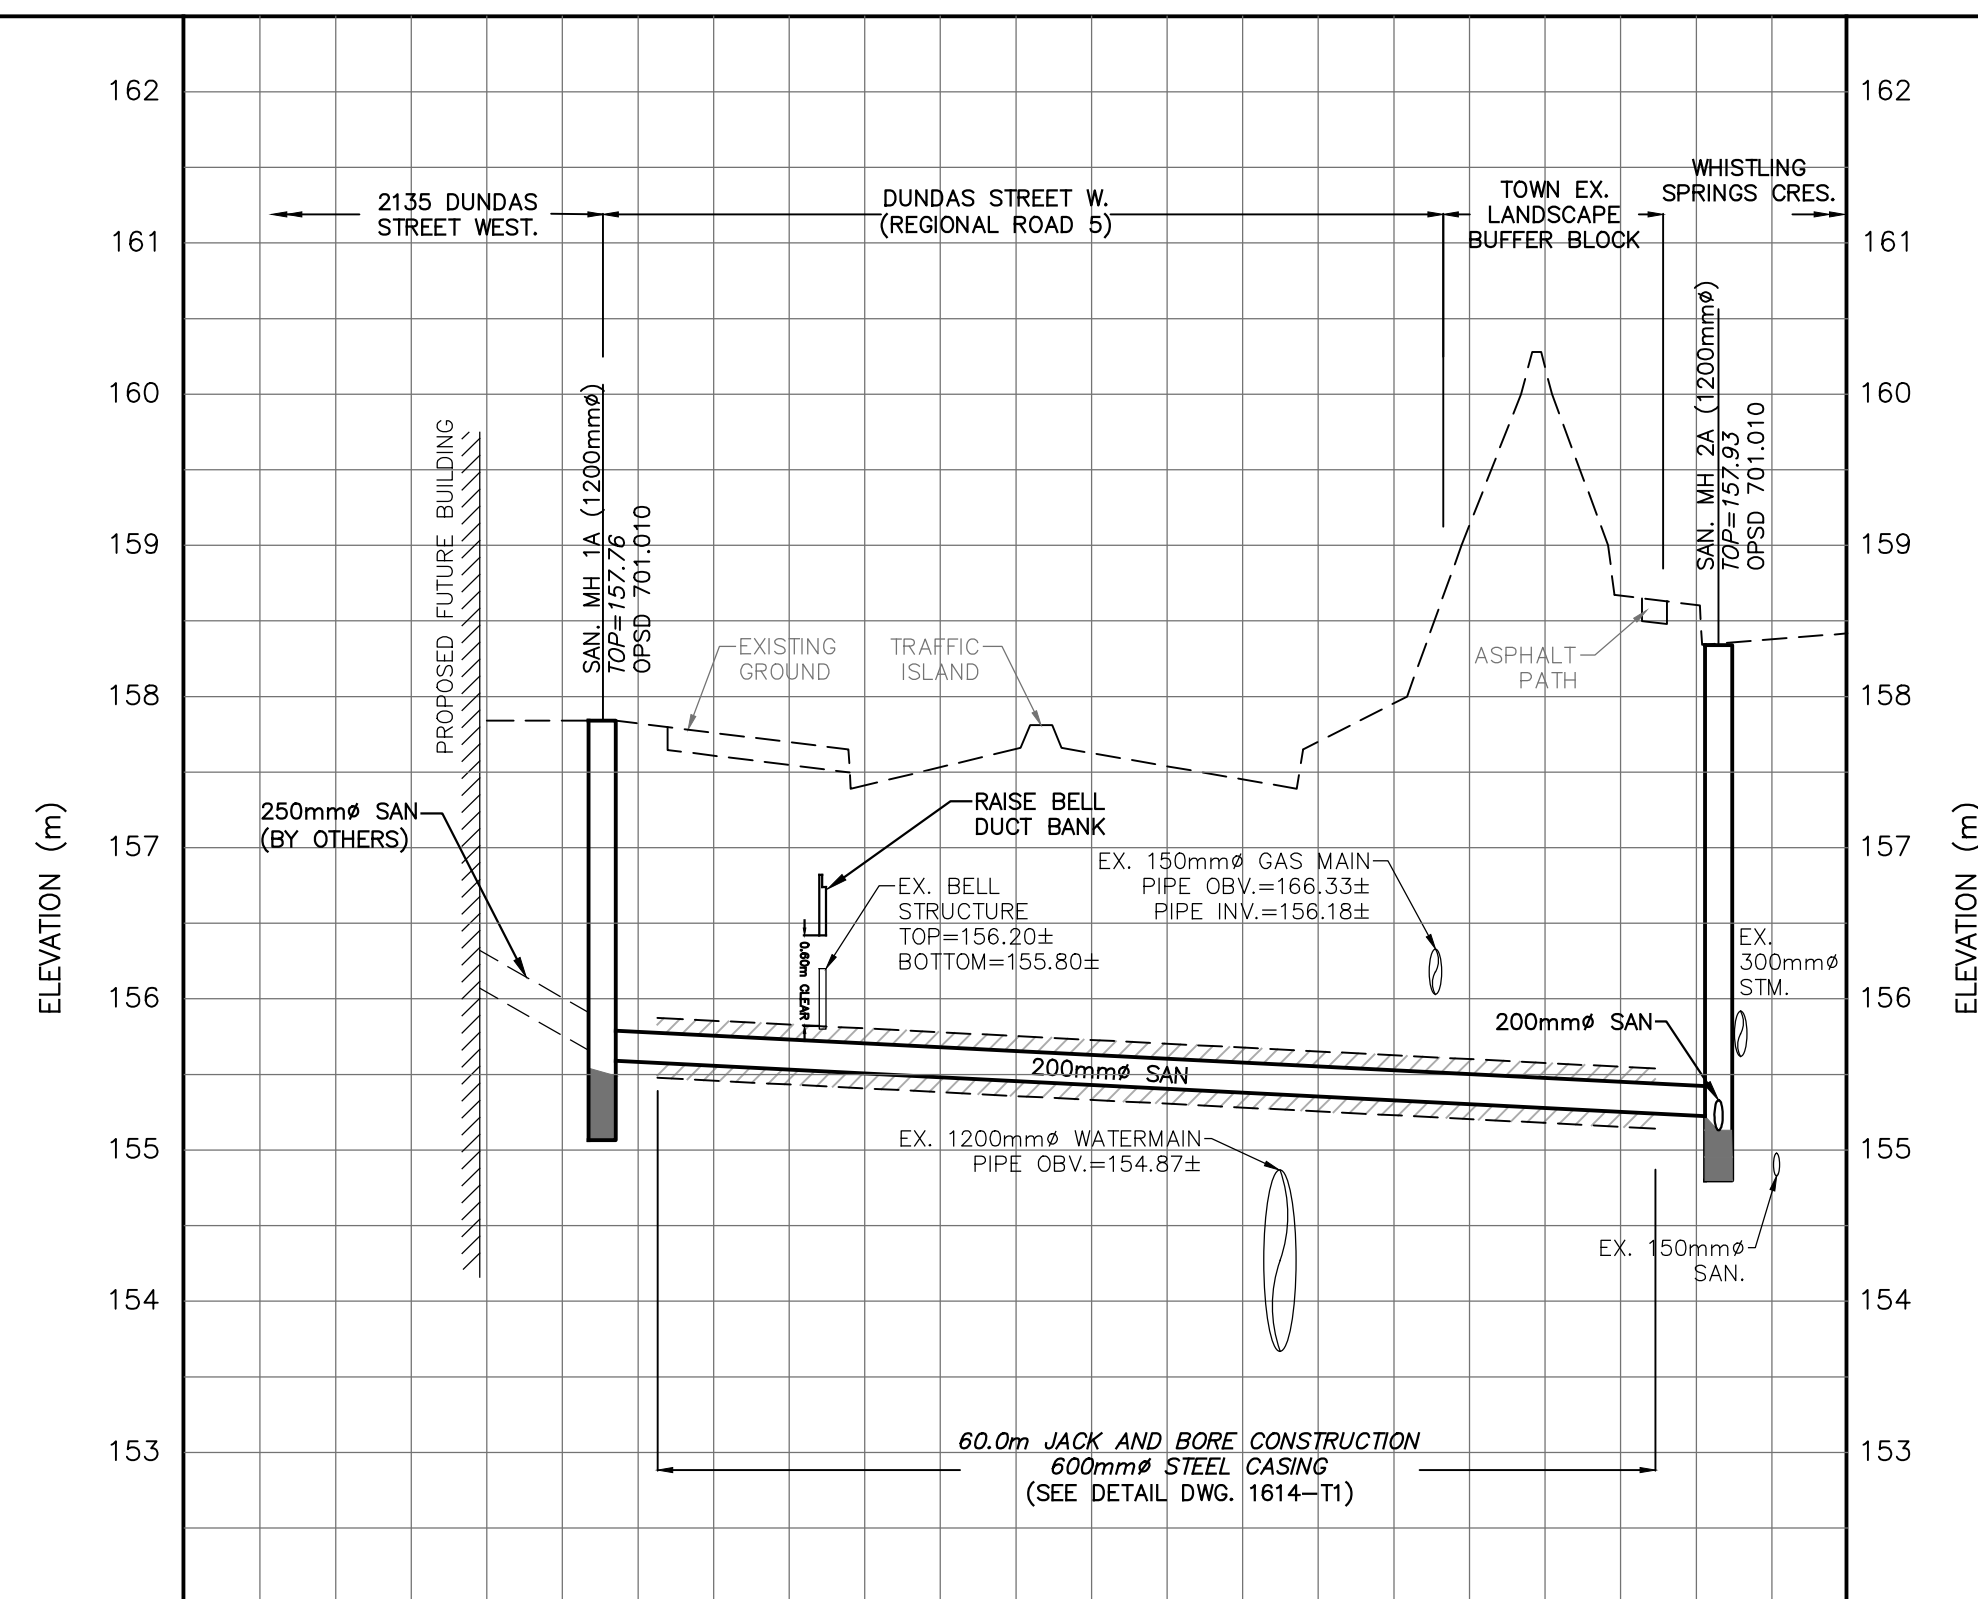 162
161
160
159
158
157
156
155
154
153
ELEVATION (m)
2135 DUNDAS
STREET WEST.
DUNDAS STREET W.
(REGIONAL ROAD 5)
TOWN EX.
LANDSCAPE
BUFFER BLOCK
WHISTLING
SPRINGS CRES.
PROPOSED FUTURE BUILDING
SAN. MH 1A (1200mmø)
TOP=157.76
OPSD 701.010
SAN. MH 2A (1200mmø)
TOP=157.93
OPSD 701.010
EXISTING
GROUND
TRAFFIC
ISLAND
ASPHALT
PATH
250mmø SAN
(BY OTHERS)
RAISE BELL
DUCT BANK
EX. BELL
STRUCTURE
TOP=156.20±
BOTTOM=155.80±
0.60m CLEAR
EX. 150mmø GAS MAIN
PIPE OBV.=166.33±
PIPE INV.=156.18±
EX.
300mmø
STM.
200mmø SAN
200mmø SAN
EX. 1200mmø WATERMAIN
PIPE OBV.=154.87±
EX. 150mmø
SAN.
60.0m JACK AND BORE CONSTRUCTION
600mmø STEEL CASING
(SEE DETAIL DWG. 1614-T1)
162
161
160
159
158
157
156
155
154
153
ELEVATION (m)